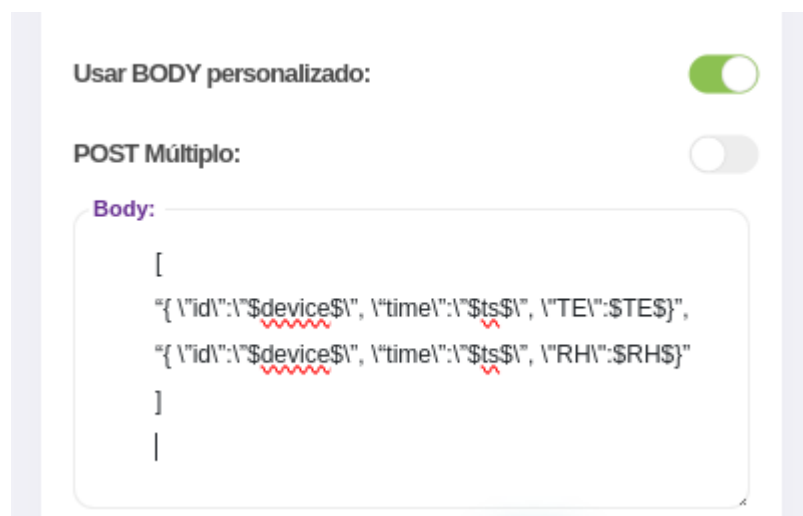 Usar BODY personalizado:
POST Múltiplo:
Body:
[
“{ \”id\”:\”$device$\”, \“time\”:\”$ts$\”, \"TE\":$TE$}”,
“{ \”id\”:\”$device$\”, \“time\”:\”$ts$\”, \"RH\":$RH$}”
]